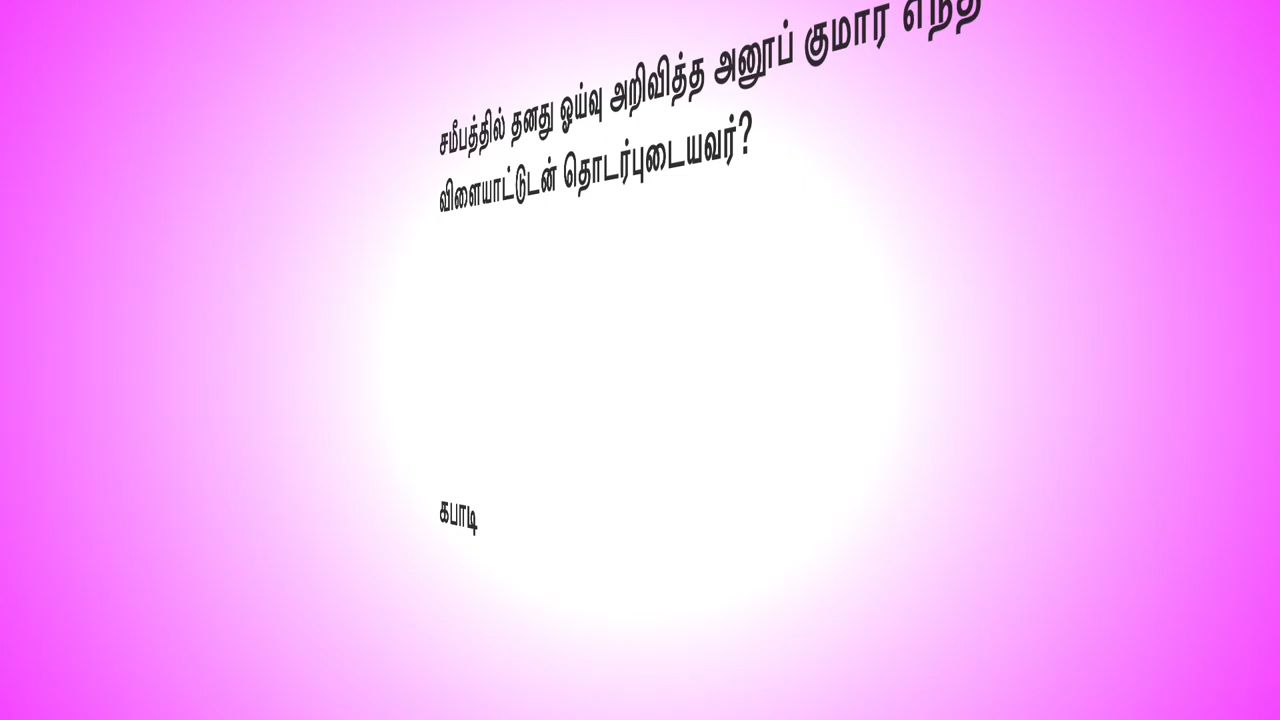 சமீபத்தில் தனது ஓய்வு அறிவித்த அனூப் குமார் எந்த
விளையாட்டுடன் தொடர்புடையவர்?
கபாடி